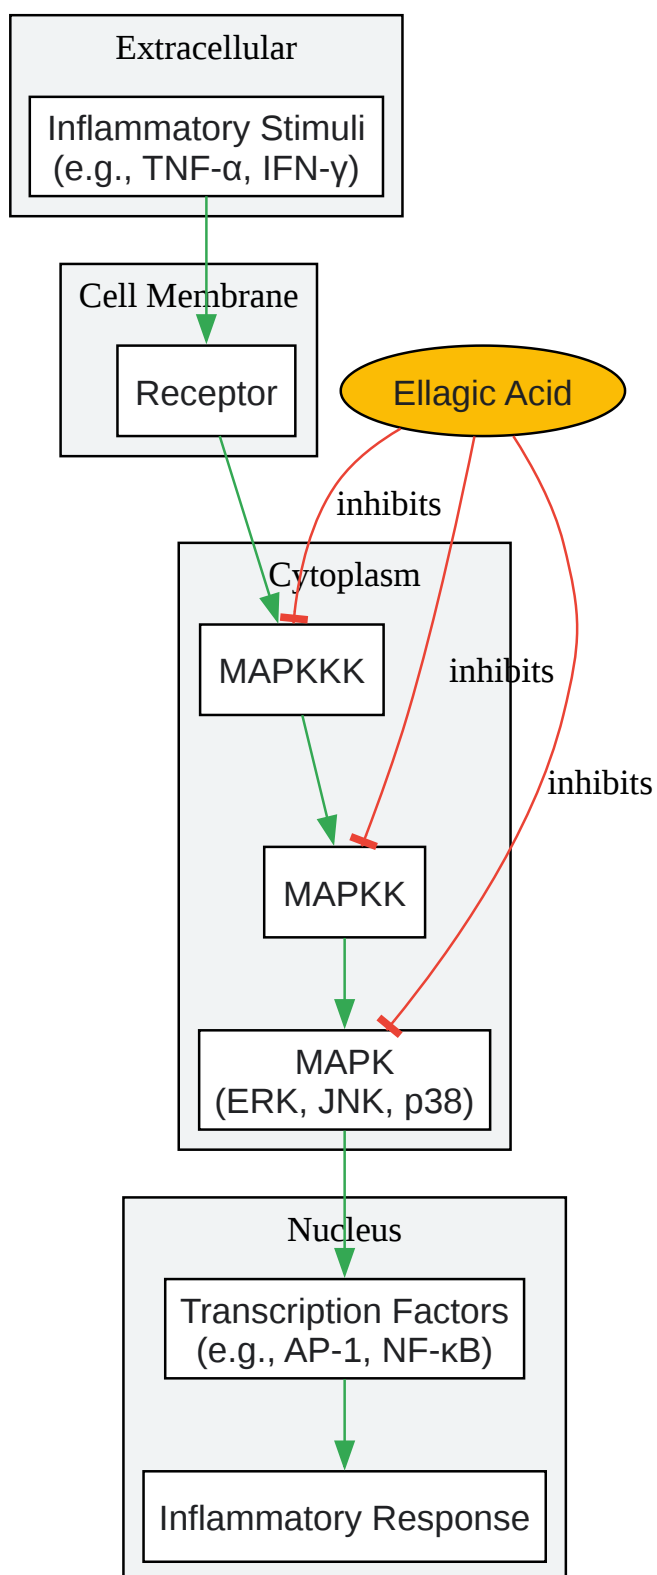 Extracellular
Inflammatory Stimuli
(e.g., TNF-α, IFN-γ)
Cell Membrane
Receptor
Ellagic Acid
inhibits
Cytoplasm
MAPKKK
inhibits
inhibits
MAPKK
MAPK
(ERK, JNK, p38)
Nucleus
Transcription Factors
(e.g., AP-1, NF-κB)
Inflammatory Response